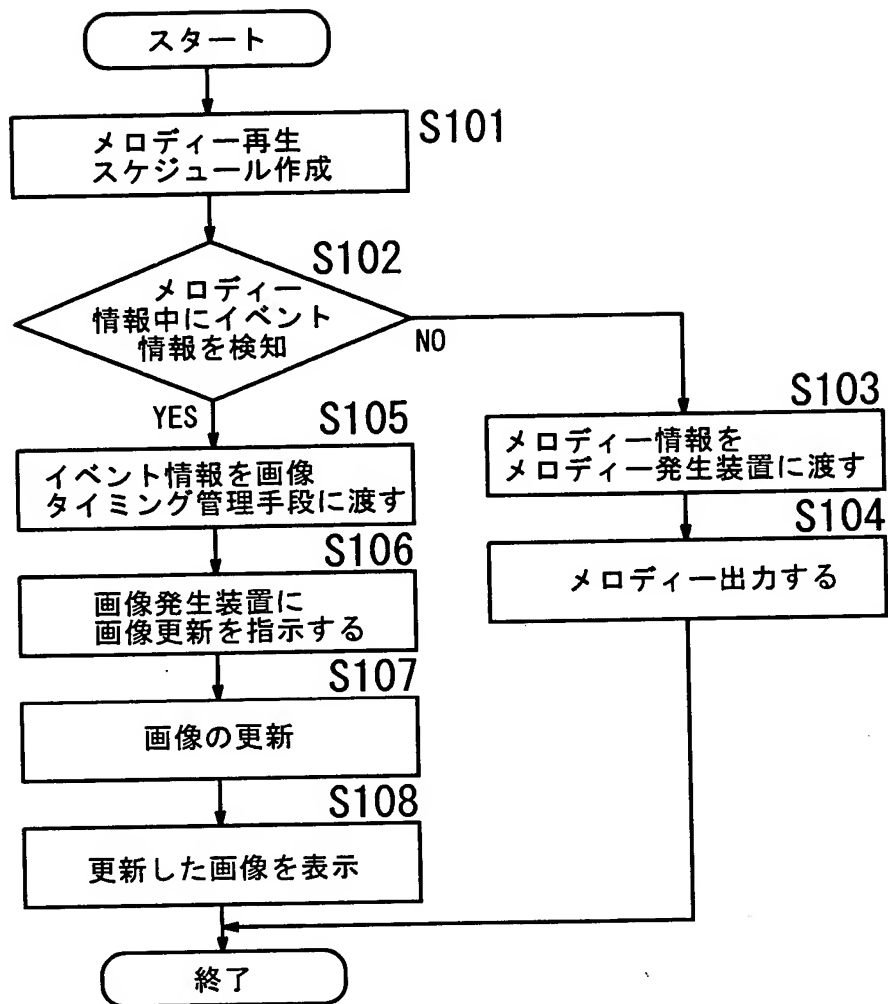 スタート
S101
メロディー再生
スケジュール作成
S102
メロディー
情報中にイベント
情報を検知
NO
YES
S103
メロディー情報を
メロディー発生装置に渡す
S104
メロディー出力する
S105
イベント情報を画像
タイミング管理手段に渡す
S106
画像発生装置に
画像更新を指示する
S107
画像の更新
S108
更新した画像を表示
終了